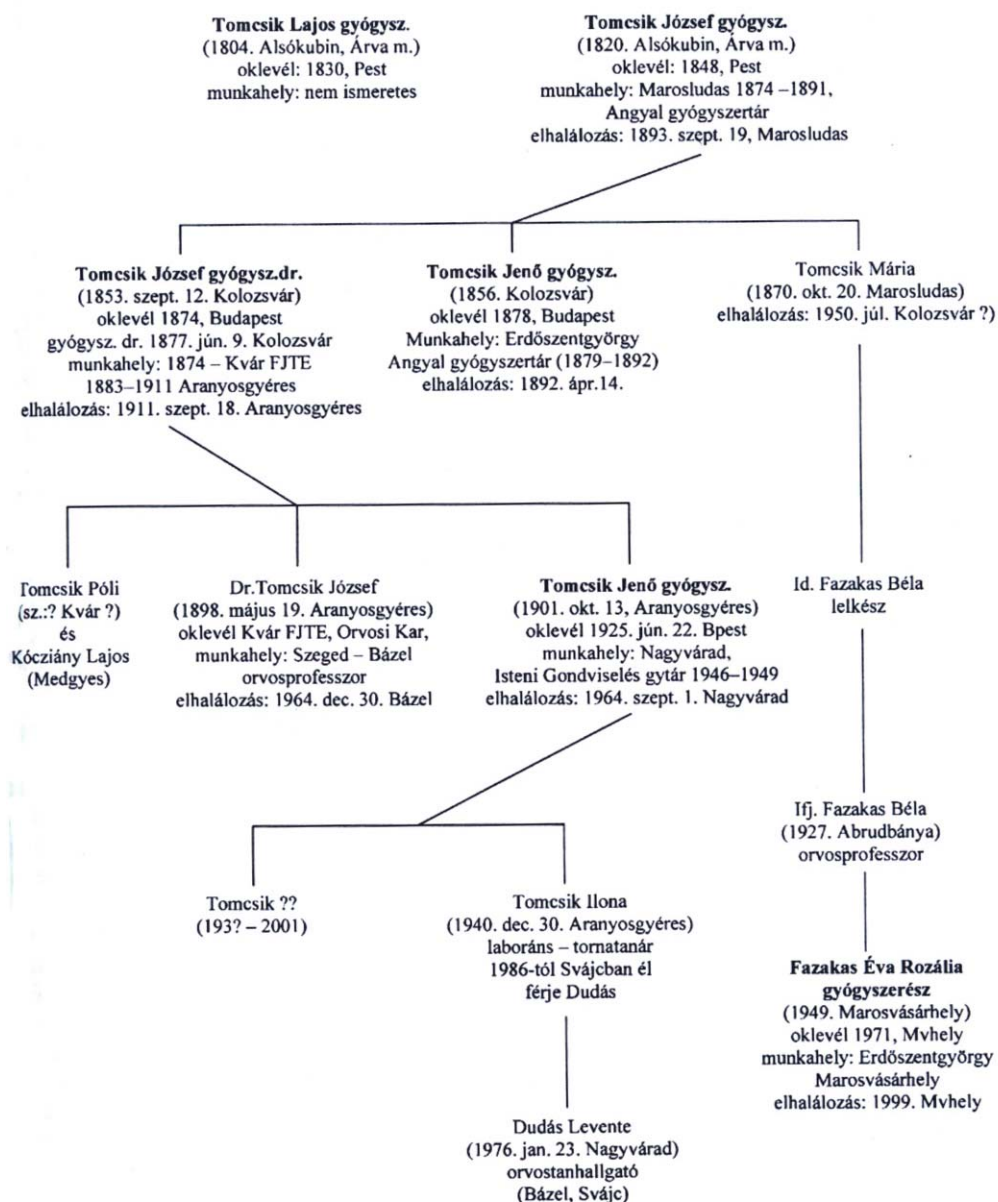 Tomcsik Lajos gyógysz.
(1804. Alsókubin, Árva m.)
oklevél: 1830, Pest
munkahely: nem ismeretes
Tomcsik József gyógysz.
(1820. Alsókubin, Árva m.)
oklevél: 1848, Pest
munkahely: Marosludas 1874 –1891,
Angyal gyógyszertár
elhalálozás: 1893. szept. 19, Marosludas
Tomcsik József gyógysz.dr.
(1853. szept. 12. Kolozsvár)
oklevél 1874, Budapest
gyógysz. dr. 1877. jún. 9. Kolozsvár
munkahely: 1874 – Kvár FJTE
1883–1911 Aranyosgyéres
elhalálozás: 1911. szept. 18. Aranyosgyéres
Tomcsik Jenő gyógysz.
(1856. Kolozsvár)
oklevél 1878, Budapest
Munkahely: Erdőszentgyörgy
Angyal gyógyszertár (1879–1892)
elhalálozás: 1892. ápr.14.
Tomcsik Mária
(1870. okt. 20. Marosludas)
elhalálozás: 1950. júl. Kolozsvár ?)
Tomcsik Póli
(sz.:? Kvár ?)
és
Kócziány Lajos
(Medgyes)
Dr.Tomcsik József
(1898. május 19. Aranyosgyéres)
oklevél Kvár FJTE, Orvosi Kar,
munkahely: Szeged – Bázel
orvosprofesszor
elhalálozás: 1964. dec. 30. Bázel
Tomcsik Jenő gyógysz.
(1901. okt. 13, Aranyosgyéres)
oklevél 1925. jún. 22. Bpest
munkahely: Nagyvárad,
Isteni Gondviselés gytár 1946–1949
elhalálozás: 1964. szept. 1. Nagyvárad
Id. Fazakas Béla
lelkész
Ifj. Fazakas Béla
(1927. Abrudbánya)
orvosprofesszor
Tomcsik ??
(193? – 2001)
Tomcsik Ilona
(1940. dec. 30. Aranyosgyéres)
laboráns – tornatanár
1986-tól Svájcban él
férje Dudás
Fazakas Éva Rozália
gyógyszerész
(1949. Marosvásárhely)
oklevél 1971, Mvhely
munkahely: Erdőszentgyörgy
Marosvásárhely
elhalálozás: 1999. Mvhely
Dudás Levente
(1976. jan. 23. Nagyvárad)
orvostanhallgató
(Bázel, Svájc)